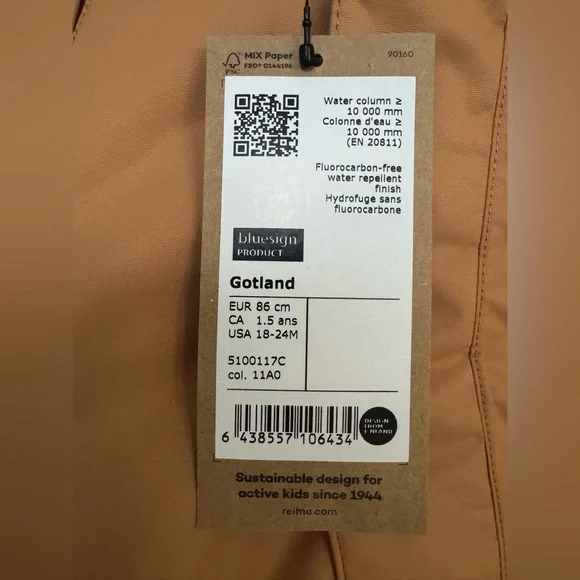 MIX Paper
FSC® C144196
FSC
90160
Water column ≥
10 000 mm
Colonne d'eau ≥
10 000 mm
(EN 20811)
Fluorocarbon-free
water repellent
finish
Hydrofuge sans
fluorocarbone
bluesign
PRODUCT
Gotland
EUR 86 cm
CA 1.5 ans
USA 18-24M
5100117C
col. 11A0
DESIGN
FROM
FINLAND
6 438557 106434
Sustainable design for
active kids since 1944
reima.com